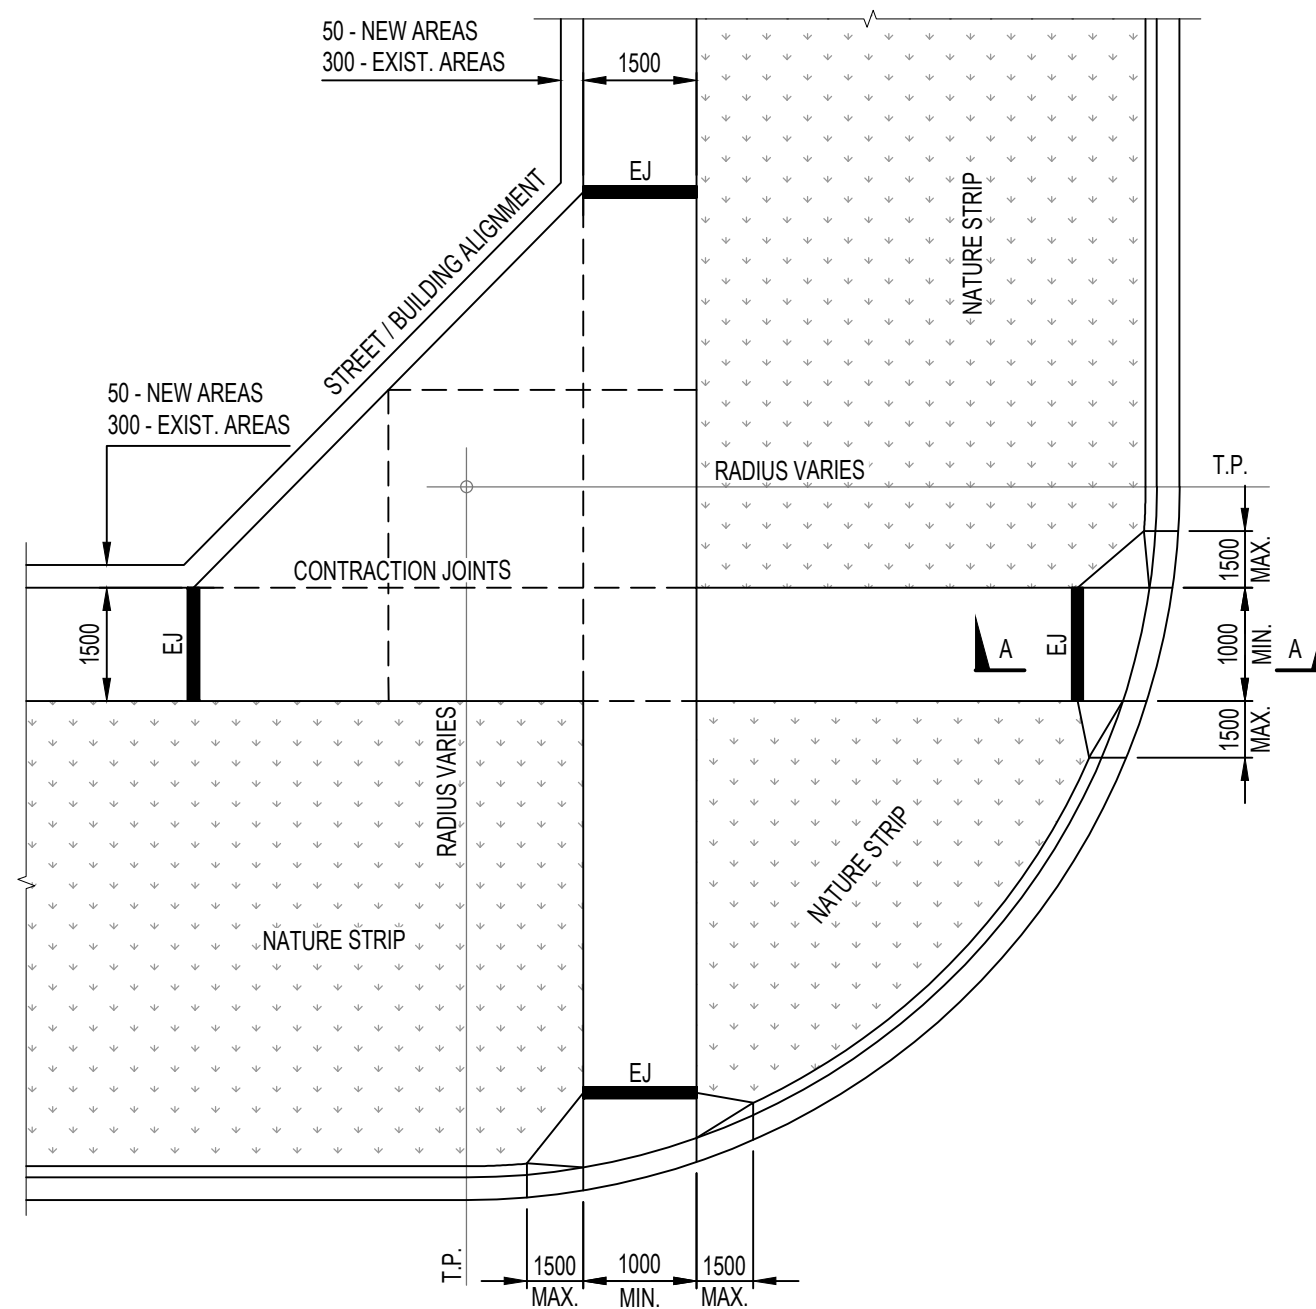 50 - NEW AREAS
300 - EXIST. AREAS
1500
EJ
NATURE STRIP
STREET / BUILDING ALIGNMENT
50 - NEW AREAS
300 - EXIST. AREAS
RADIUS VARIES
T.P.
1500
MAX.
CONTRACTION JOINTS
1500
EJ
A
EJ
1000
MIN.
A
1500
MAX.
RADIUS VARIES
NATURE STRIP
NATURE STRIP
EJ
T.P.
1500
MAX.
1000
MIN.
1500
MAX.